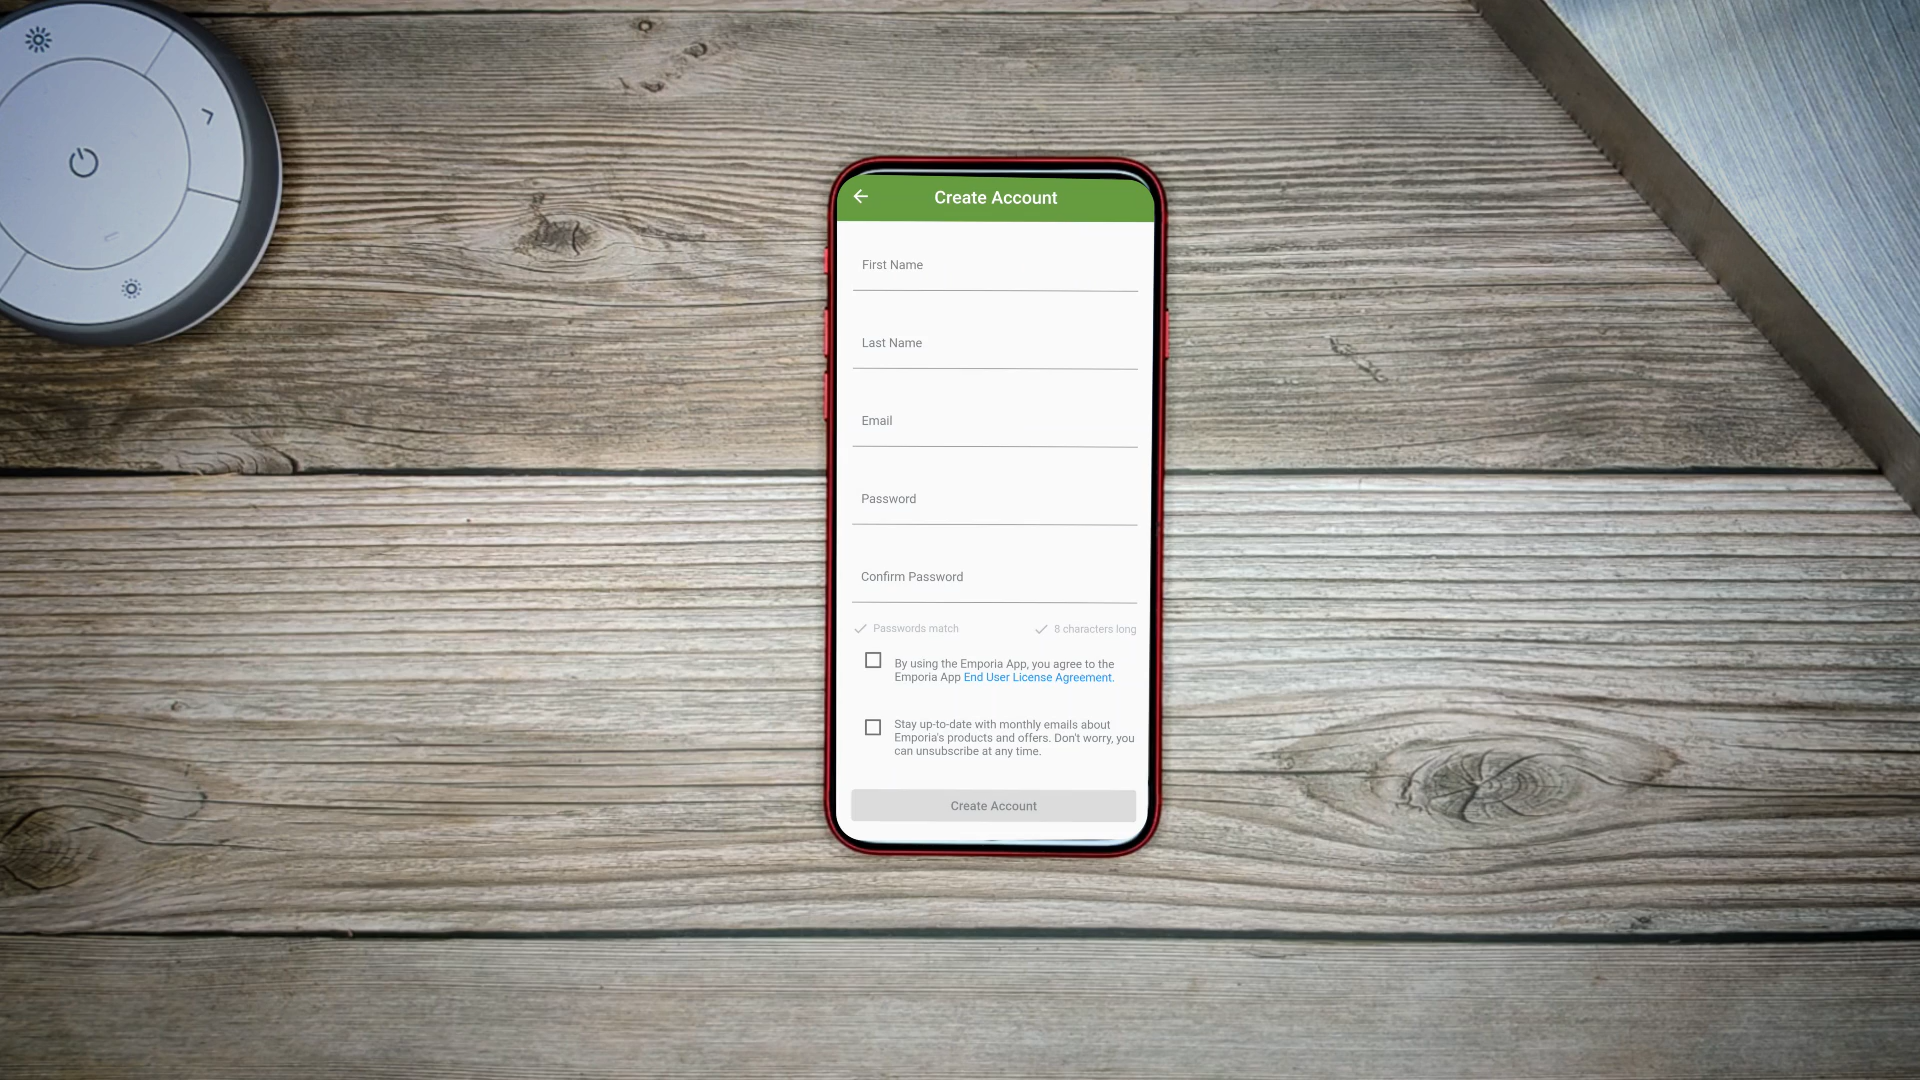 Create Account
First Name
Last Name
Email
Password
Confirm Password
Passwords match
8 characters long
By using the Emporia App, you agree to the
Emporia App End User License Agreement.
Stay up-to-date with monthly emails about
Emporia's products and offers. Don't worry, you
can unsubscribe at any time.
Create Account